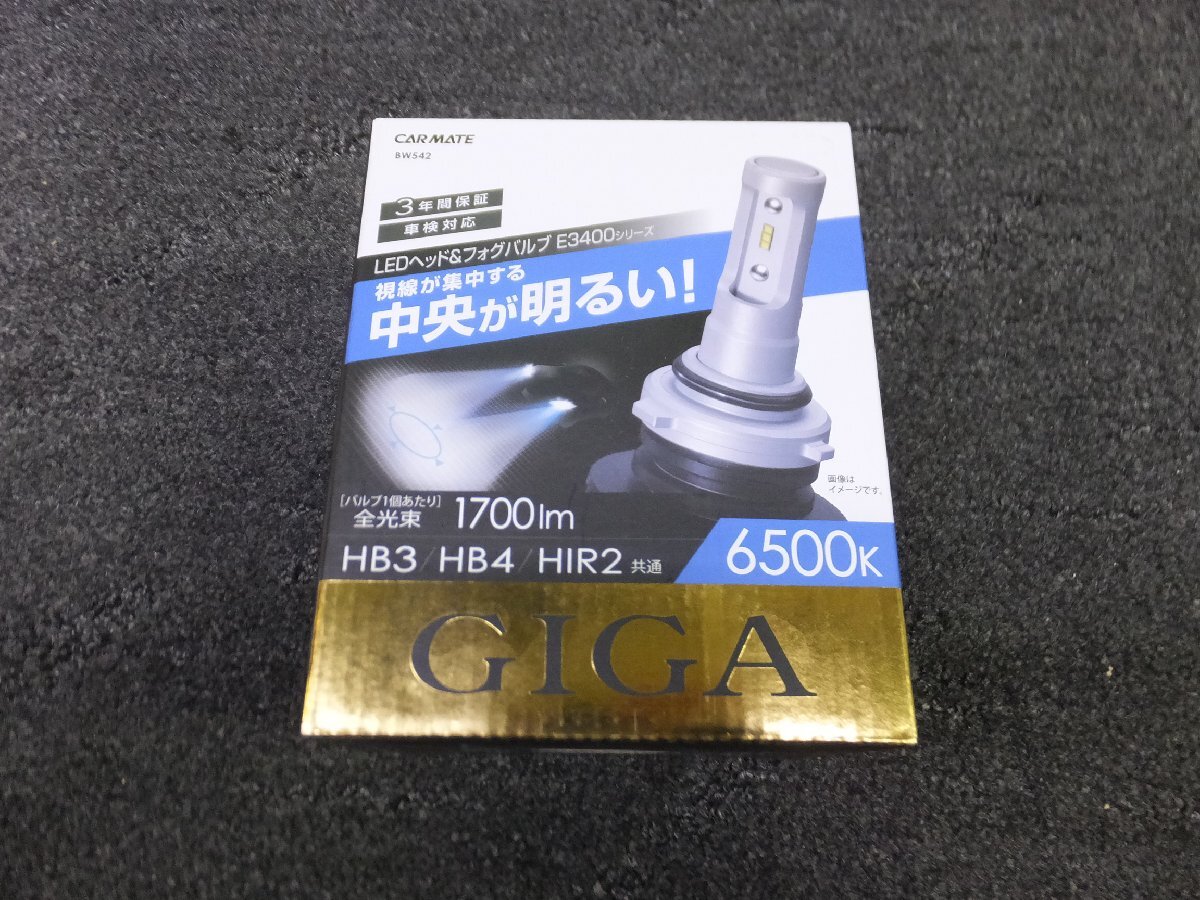 CARMATE
BW542
3年間保証
車検対応
LEDヘッド&フォグバルブ E3400シリーズ
視線が集中する
中央が明るい!
画像は
イメージです。
[バルブ1個あたり]
全光束 1700lm
HB3/HB4/HIR2 共通
6500K
GIGA